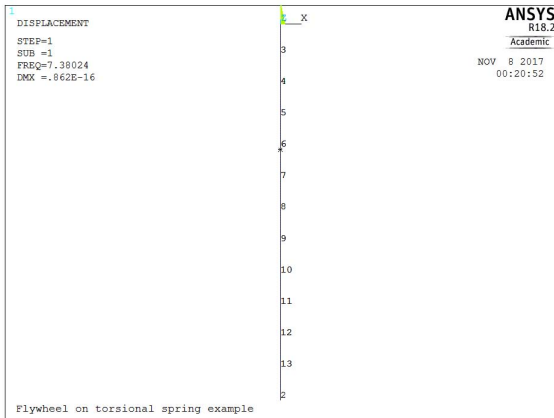 1
DISPLACEMENT
STEP=1
SUB =1
FREQ=7.38024
DMX =.862E-16
X
3
4
5
6
7
8
9
10
11
12
13
2
ANSYS
R18.2
Academic
NOV 8 2017
00:20:52
Flywheel on torsional spring example